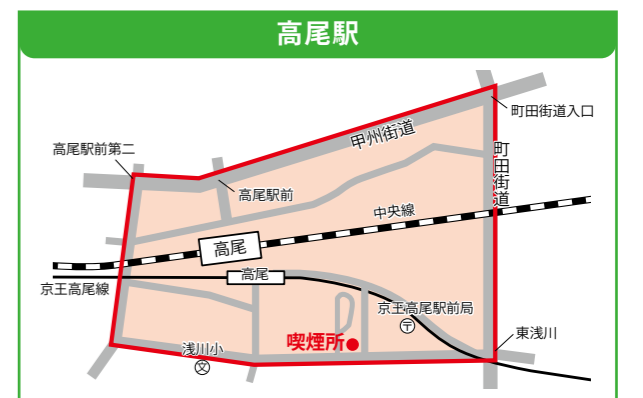 高尾駅
町田街道入口
甲州街道
高尾駅前第二
町田街道
高尾駅前
中央線
高尾
高尾
京王高尾線
京王高尾駅前局
〒
東浅川
喫煙所
浅川小
文